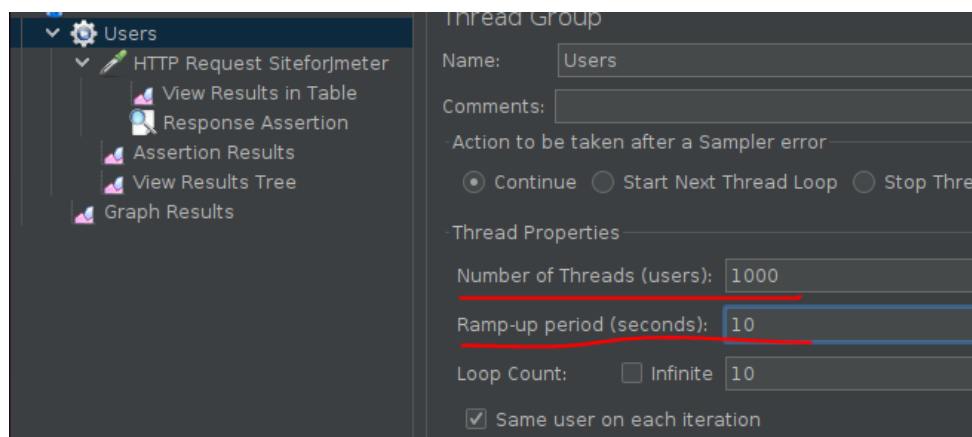 Thread Group
Users
HTTP Request SiteforJmeter
View Results in Table
Response Assertion
Assertion Results
View Results Tree
Graph Results
Name: Users
Comments:
Action to be taken after a Sampler error
Continue Start Next Thread Loop Stop Thre
Thread Properties
Number of Threads (users): 1000
Ramp-up period (seconds): 10
Loop Count: Infinite 10
Same user on each iteration